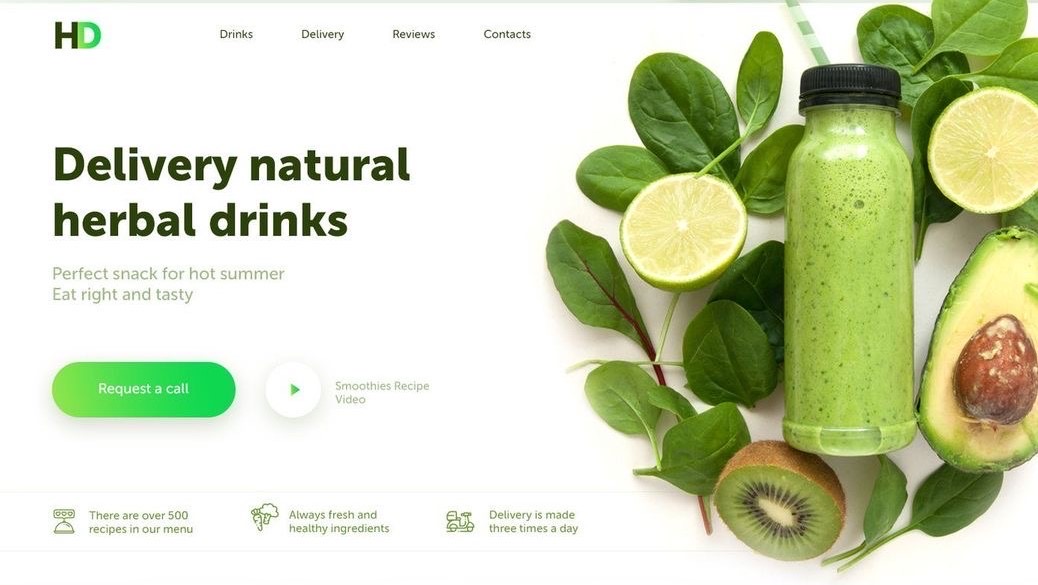 HD
Drinks
Delivery
Reviews
Contacts
Delivery natural
herbal drinks
Perfect snack for hot summer
Eat right and tasty
Request a call
Smoothies Recipe
Video
There are over 500
recipes in our menu
Always fresh and
healthy ingredients
Delivery is made
three times a day